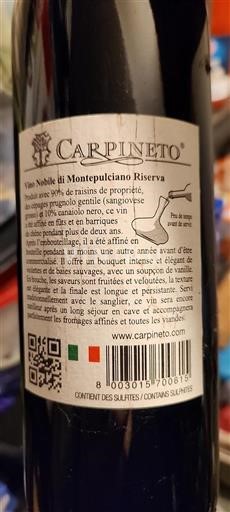 CARPINETO®
Vino Nobile di Montepulciano Riserva
Produit avec 90% de raisins de propriété,
aux cépages prugnolo gentile (sangiovese
grosso) et 10% canaiolo nero, ce vin
a été affiné en fûts et en barriques
de chêne pendant plus de deux ans.
Après l'embouteillage, il a été affiné en
bouteille pendant au moins une autre année avant d'être
commercialisé. Il offre un bouquet intense et élégant de
violettes et de baies sauvages, avec un soupçon de vanille.
En bouche, les saveurs sont fruitées et veloutées, la texture
est élégante et la finale est longue et persistante. Servi
traditionnellement avec le sanglier, ce vin sera encore
meilleur après un long séjour en cave et accompagnera
parfaitement les fromages affinés et toutes les viandes.
Peu de temps
avant de servir.
www.carpineto.com
8 003015 700615
CONTIENT DES SULFITES / CONTAINS SULPHITES